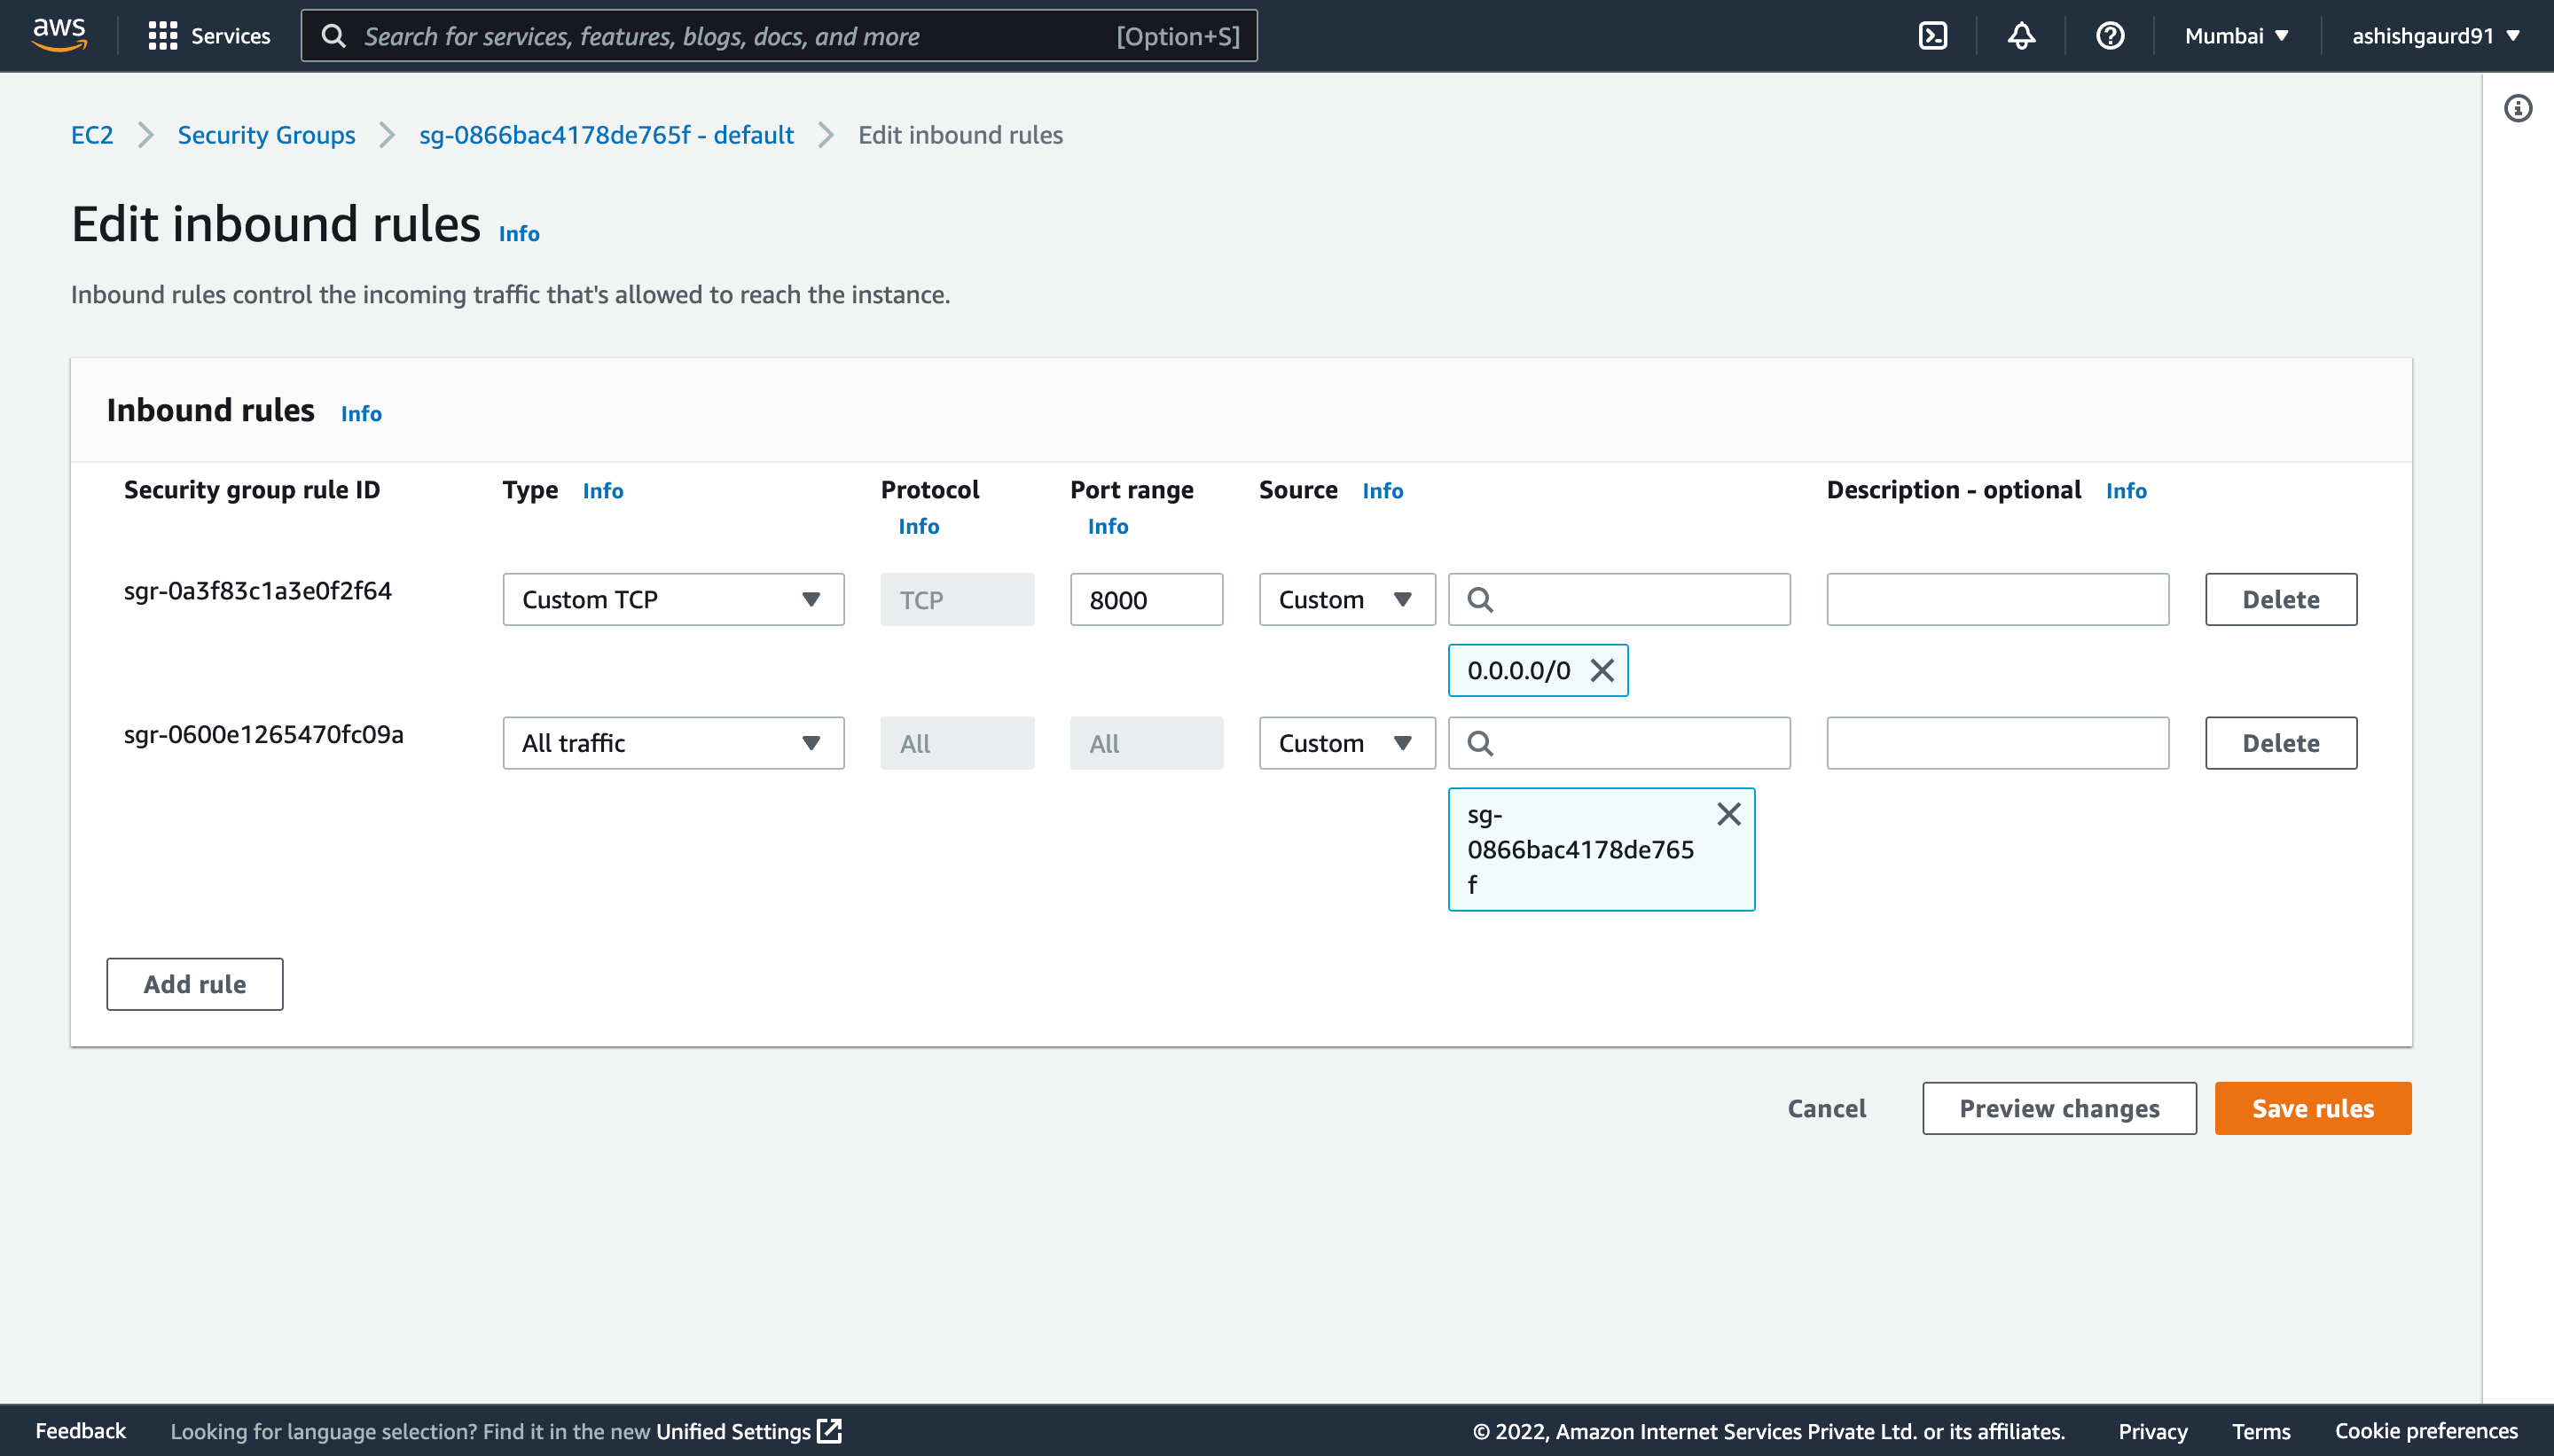 aws
Services
Search for services, features, blogs, docs, and more
[Option+S]
Mumbai
ashishgaurd91
EC2
Security Groups
sg-0866bac4178de765f - default
Edit inbound rules
Edit inbound rules Info
Inbound rules control the incoming traffic that's allowed to reach the instance.
Inbound rules Info
Security group rule ID
Type Info
Protocol
Info
Port range
Info
Source Info
Description - optional Info
sgr-0a3f83c1a3e0f2f64
Custom TCP
TCP
8000
Custom
Delete
0.0.0.0/0
sgr-0600e1265470fc09a
All traffic
All
All
Custom
Delete
sg-
0866bac4178de765
f
Add rule
Cancel
Preview changes
Save rules
Feedback
Looking for language selection? Find it in the new Unified Settings
© 2022, Amazon Internet Services Private Ltd. or its affiliates.
Privacy
Terms
Cookie preferences